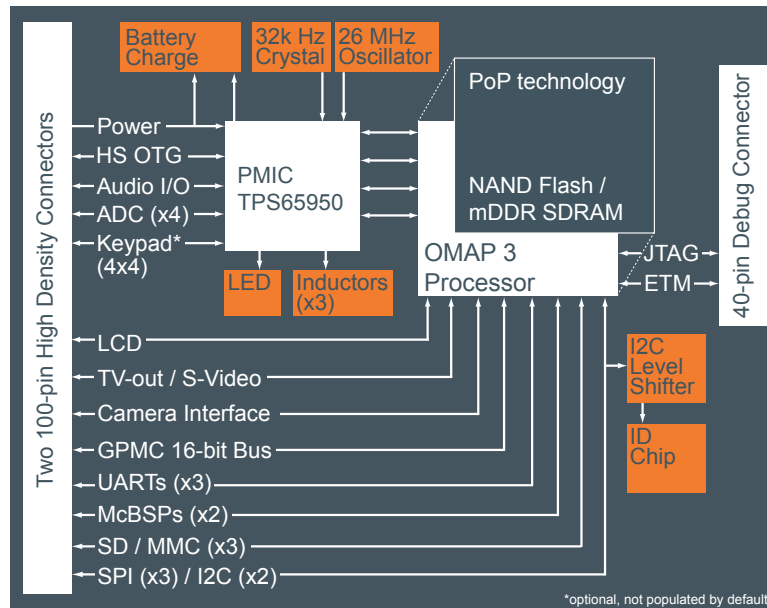 Battery
Charge
32k Hz
Crystal
26 MHz
Oscillator
PoP technology
NAND Flash /
mDDR SDRAM
Two 100-pin High Density Connectors
Power
HS OTG
Audio I/O
ADC (x4)
Keypad*
(4x4)
PMIC
TPS65950
OMAP 3
Processor
JTAG
ETM
40-pin Debug Connector
LED
Inductors
(x3)
LCD
TV-out / S-Video
Camera Interface
GPMC 16-bit Bus
UARTs (x3)
McBSPs (x2)
SD / MMC (x3)
SPI (x3) / I2C (x2)
I2C
Level
Shifter
ID
Chip
*optional, not populated by default